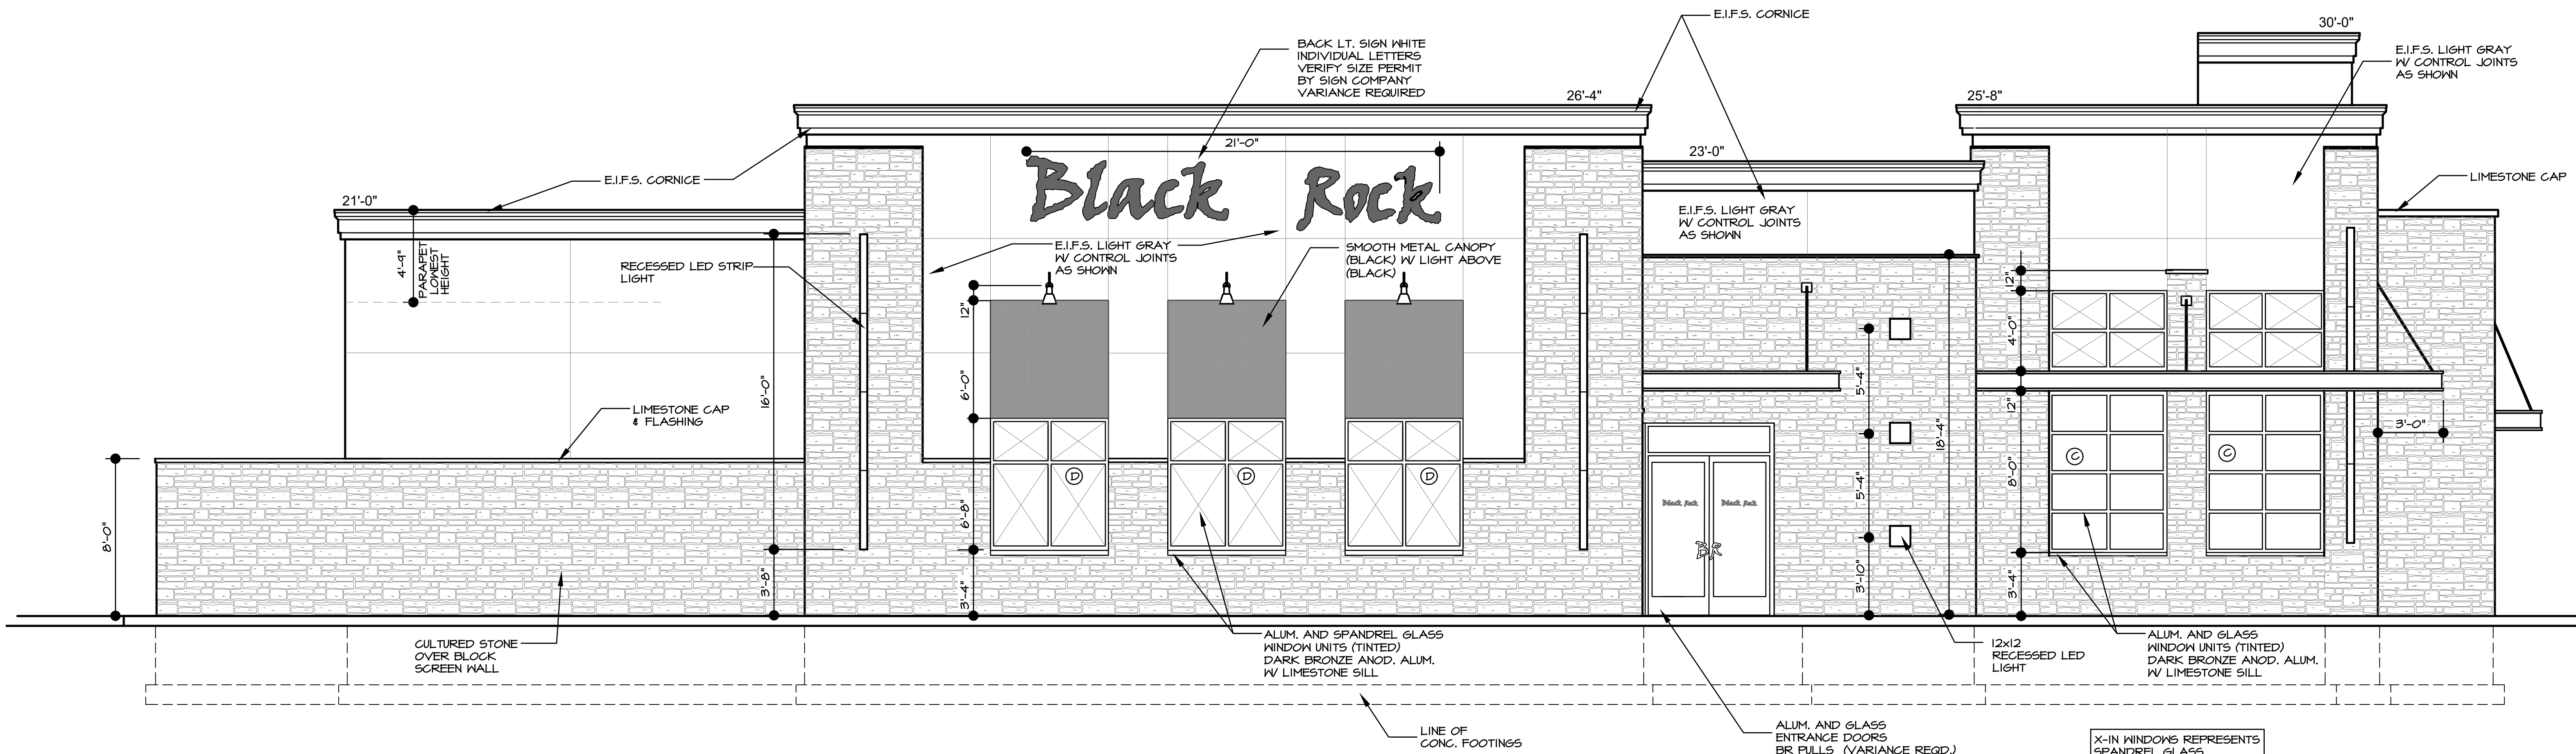 E.I.F.S. CORNICE
30'-0"
BACK LT. SIGN WHITE
INDIVIDUAL LETTERS
VERIFY SIZE PERMIT
BY SIGN COMPANY
VARIANCE REQUIRED
E.I.F.S. LIGHT GRAY
W/ CONTROL JOINTS
AS SHOWN
26'-4"
25'-8"
21'-0"
23'-0"
E.I.F.S. CORNICE
Black Rock
LIMESTONE CAP
21'-0"
E.I.F.S. LIGHT GRAY
W/ CONTROL JOINTS
AS SHOWN
4'-9"
PARAPET
LOWEST
HEIGHT
RECESSED LED STRIP
LIGHT
E.I.F.S. LIGHT GRAY
W/ CONTROL JOINTS
AS SHOWN
SMOOTH METAL CANOPY
(BLACK) W/ LIGHT ABOVE
(BLACK)
12"
12"
4'-0"
16'-0"
6'-0"
5'-4"
12"
LIMESTONE CAP
& FLASHING
18'-4"
3'-0"
C
C
D
D
D
8'-0"
6'-8"
5'-4"
8'-0"
Black Rock
Black Rock
BR
3'-8"
3'-4"
3'-10"
3'-4"
CULTURED STONE
OVER BLOCK
SCREEN WALL
ALUM. AND SPANDREL GLASS
WINDOW UNITS (TINTED)
DARK BRONZE ANOD. ALUM.
W/ LIMESTONE SILL
12x12
RECESSED LED
LIGHT
ALUM. AND GLASS
WINDOW UNITS (TINTED)
DARK BRONZE ANOD. ALUM.
W/ LIMESTONE SILL
LINE OF
CONC. FOOTINGS
ALUM. AND GLASS
ENTRANCE DOORS
BR PULLS (VARIANCE REQD.)
X-IN WINDOWS REPRESENTS
SPANDREL GLASS